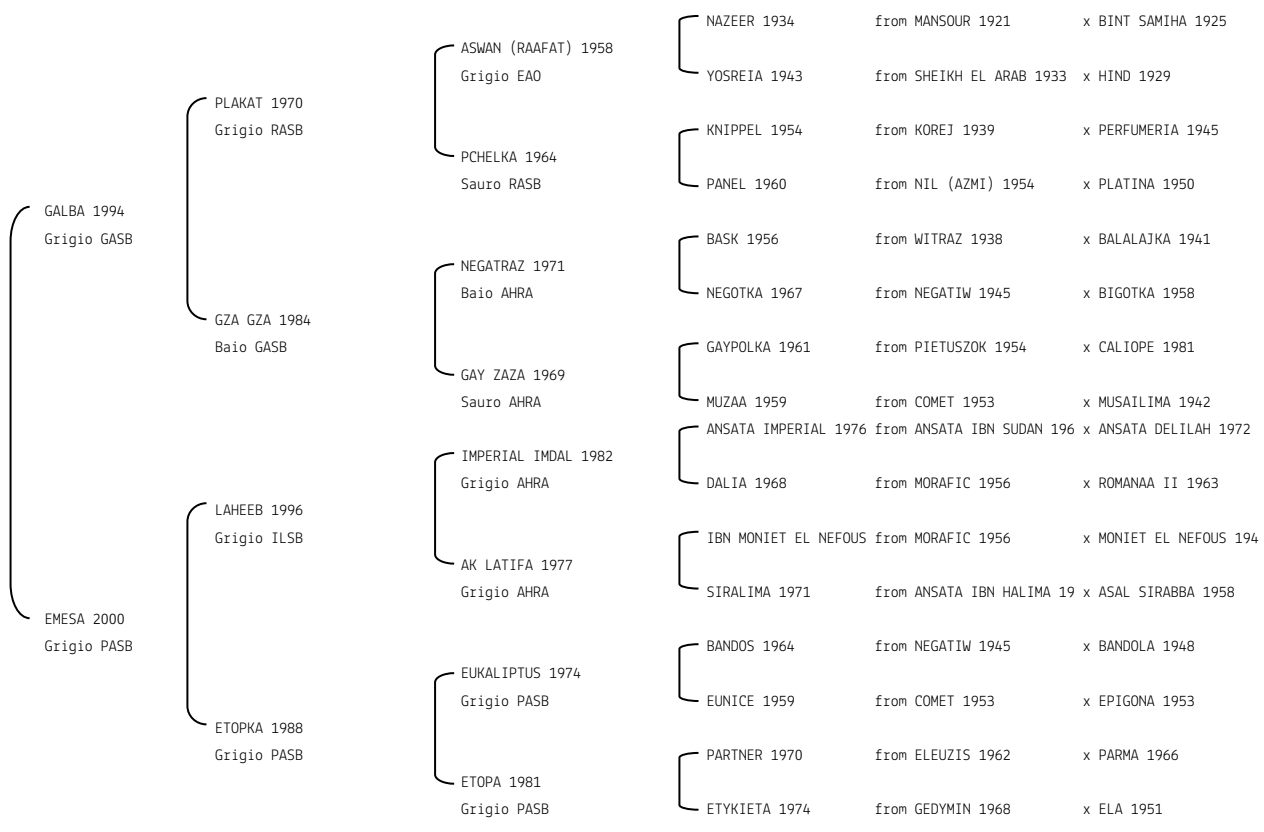 NAZEER 1934 from MANSOUR 1921 x BINT SAMIHA 1925
ASWAN (RAAFAT) 1958
Grigio EAO
YOSREIA 1943 from SHEIKH EL ARAB 1933 x HIND 1929
PLAKAT 1970
Grigio RASB
KNIPPEL 1954 from KOREJ 1939 x PERFUMERIA 1945
PCHELKA 1964
Sauro RASB
PANEL 1960 from NIL (AZMI) 1954 x PLATINA 1950
GALBA 1994
Grigio GASB
BASK 1956 from WITRAZ 1938 x BALALAJKA 1941
NEGATRAZ 1971
Baio AHRA
NEGOTKA 1967 from NEGATIW 1945 x BIGOTKA 1958
GZA GZA 1984
Baio GASB
GAYPOLKA 1961 from PIETUSZOK 1954 x CALIOPE 1981
GAY ZAZA 1969
Sauro AHRA
MUZAA 1959 from COMET 1953 x MUSAILIMA 1942
ANSATA IMPERIAL 1976 from ANSATA IBN SUDAN 196 x ANSATA DELILAH 1972
IMPERIAL IMDAL 1982
Grigio AHRA
DALIA 1968 from MORAFIC 1956 x ROMANAA II 1963
LAHEEB 1996
Grigio ILSB
IBN MONIET EL NEFOUS from MORAFIC 1956 x MONIET EL NEFOUS 194
AK LATIFA 1977
Grigio AHRA
SIRALIMA 1971 from ANSATA IBN HALIMA 19 x ASAL SIRABBA 1958
EMESA 2000
Grigio PASB
BANDOS 1964 from NEGATIW 1945 x BANDOLA 1948
EUKALIPTUS 1974
Grigio PASB
EUNICE 1959 from COMET 1953 x EPIGONA 1953
ETOPKA 1988
Grigio PASB
PARTNER 1970 from ELEUZIS 1962 x PARMA 1966
ETOPA 1981
Grigio PASB
ETYKIETA 1974 from GEDYMIN 1968 x ELA 1951